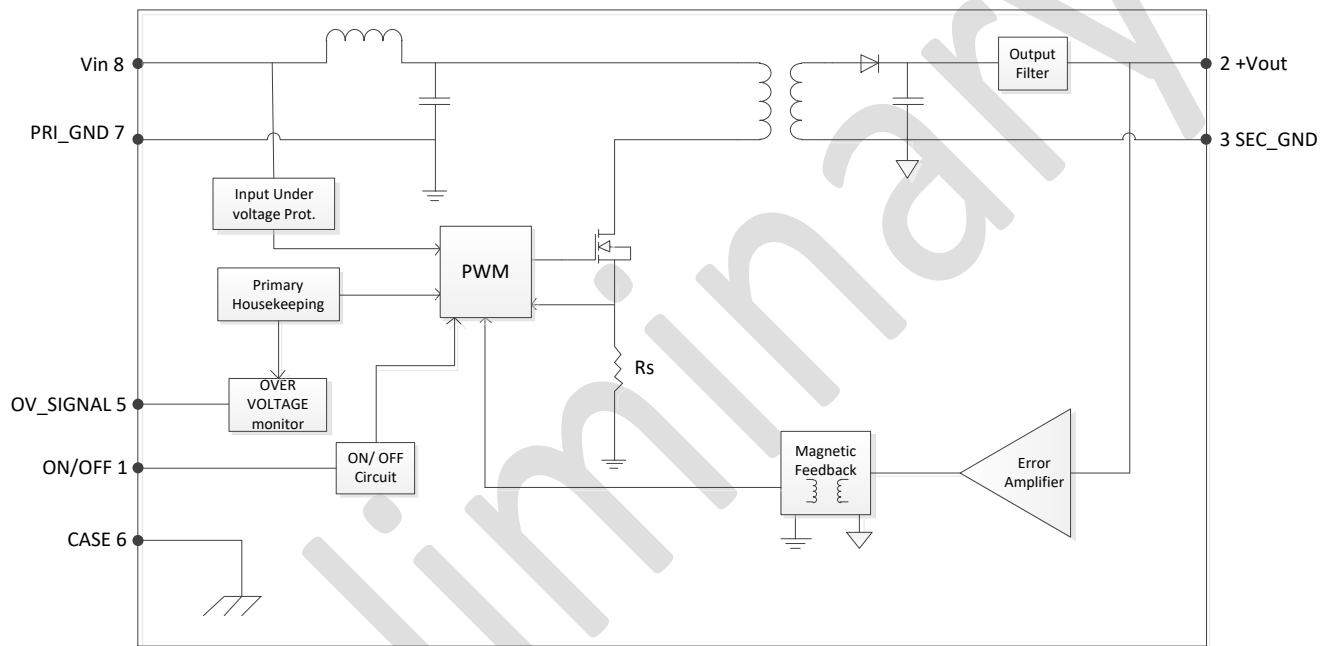 Vin 8
Output
Filter
2 +Vout
PRI_GND 7
3 SEC_GND
Input Under
voltage Prot.
PWM
Primary
Housekeeping
Rs
OVER
VOLTAGE
monitor
OV_SIGNAL 5
ON/OFF 1
ON/ OFF
Circuit
Magnetic
Feedback
Error
Amplifier
CASE 6
liminary